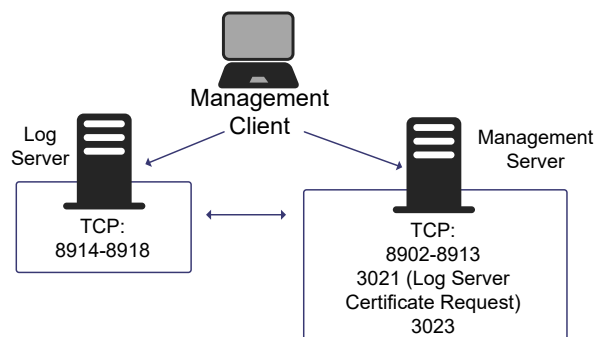 Management
Client
Log
Server
Management
Server
TCP:
8914-8918
TCP:
8902-8913
3021 (Log Server
Certificate Request)
3023